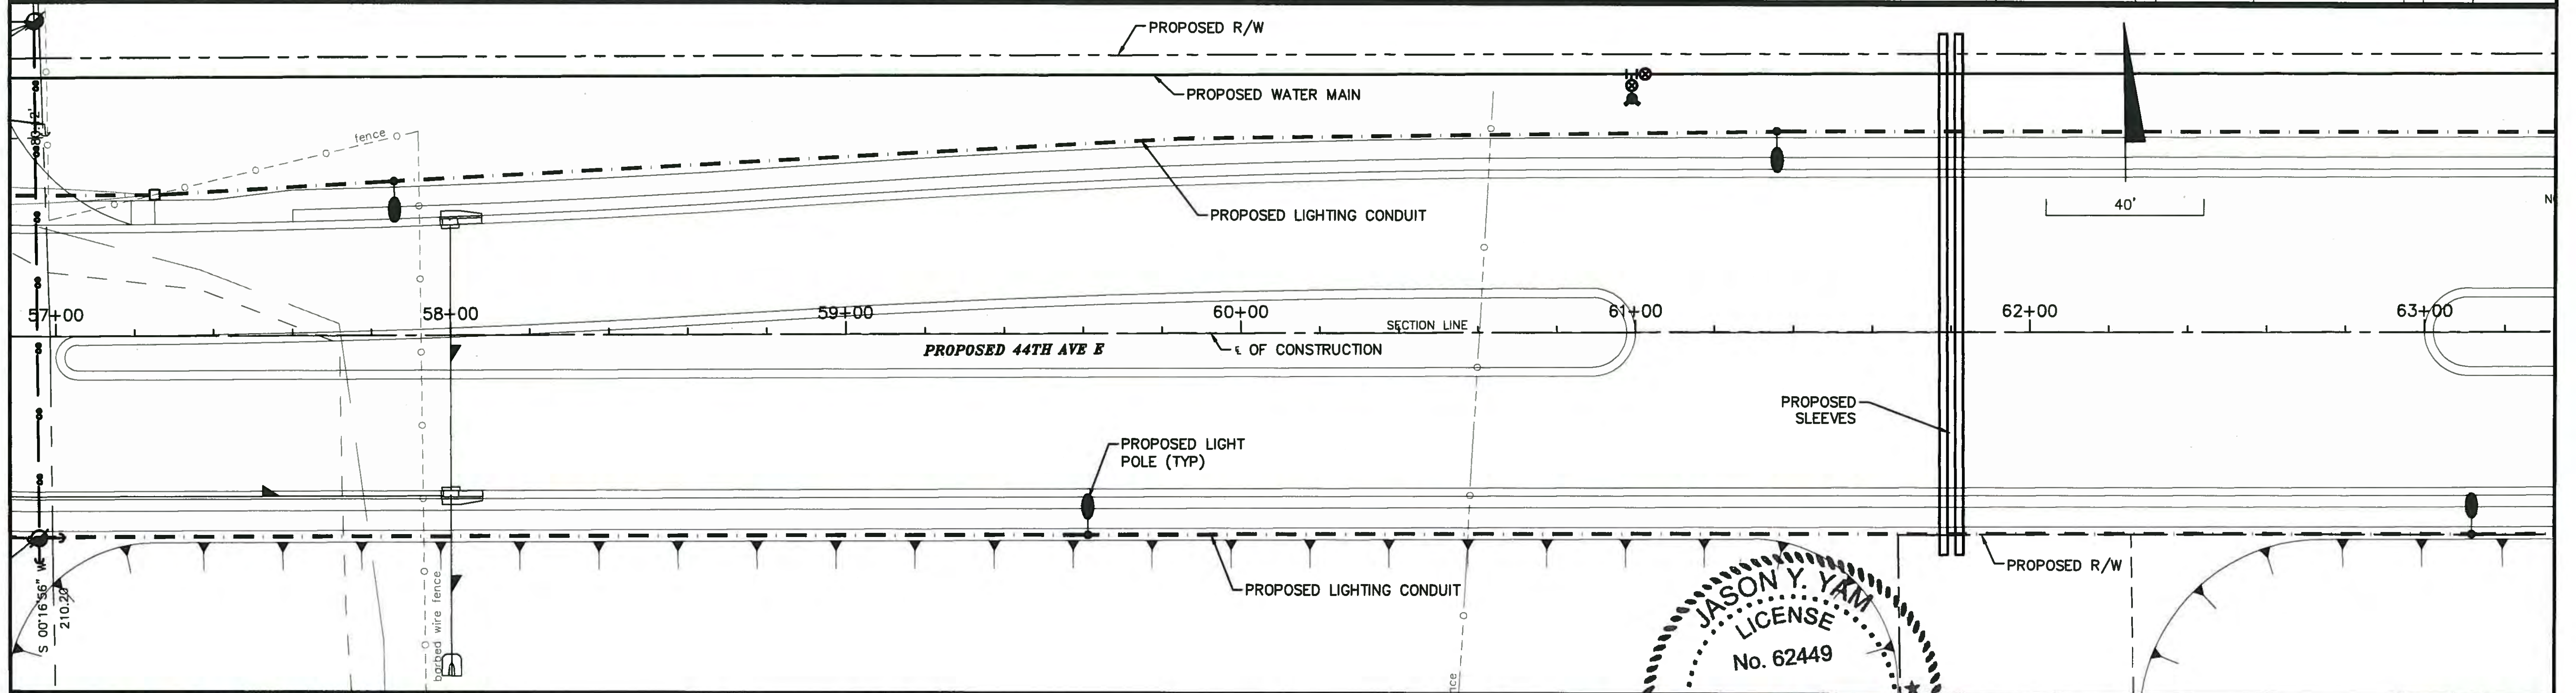 PROPOSED R/W
PROPOSED WATER MAIN
fence
PROPOSED LIGHTING CONDUIT
40'
57+00
58+00
59+00
60+00
61+00
62+00
63+00
SECTION LINE
PROPOSED 44TH AVE E
℄ OF CONSTRUCTION
PROPOSED
SLEEVES
PROPOSED LIGHT
POLE (TYP)
PROPOSED LIGHTING CONDUIT
PROPOSED R/W
S 00°16'56" W
210.20'
barbed wire fence
JASON Y. YAM
LICENSE
No. 62449